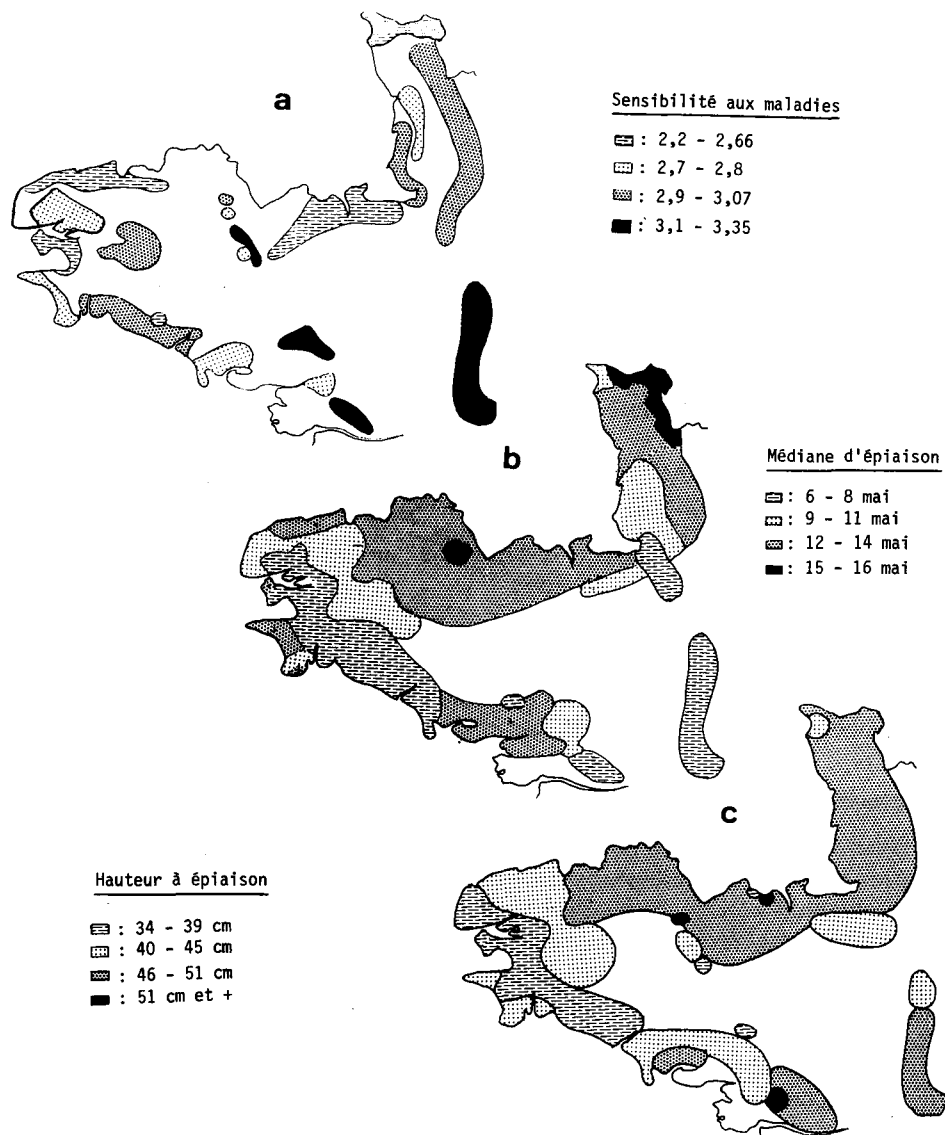 a
Sensibilité aux maladies
: 2,2 - 2,66
: 2,7 - 2,8
: 2,9 - 3,07
: 3,1 - 3,35
b
Médiane d'épiaison
: 6 - 8 mai
: 9 - 11 mai
: 12 - 14 mai
: 15 - 16 mai
c
Hauteur à épiaison
: 34 - 39 cm
: 40 - 45 cm
: 46 - 51 cm
: 51 cm et +